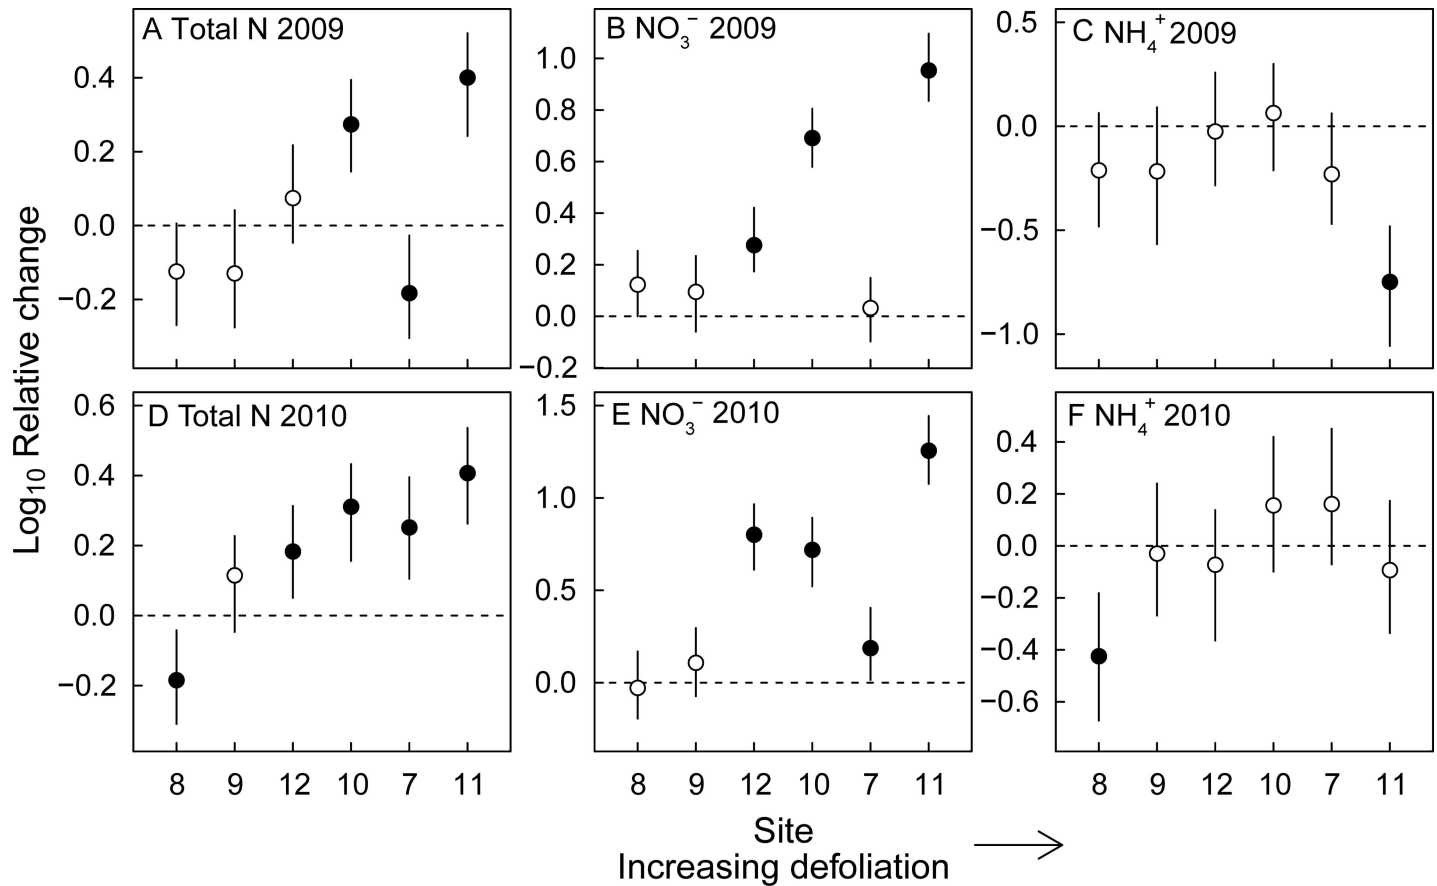 Log₁₀ Relative change
A Total N 2009
0.4
0.2
0.0
−0.2
B NO₃⁻ 2009
1.0
0.8
0.6
0.4
0.2
0.0
−0.2
C NH₄⁺ 2009
0.5
0.0
−0.5
−1.0
D Total N 2010
0.6
0.4
0.2
0.0
−0.2
8 9 12 10 7 11
E NO₃⁻ 2010
1.5
1.0
0.5
0.0
8 9 12 10 7 11
F NH₄⁺ 2010
0.4
0.2
0.0
−0.2
−0.4
−0.6
8 9 12 10 7 11
Site
Increasing defoliation